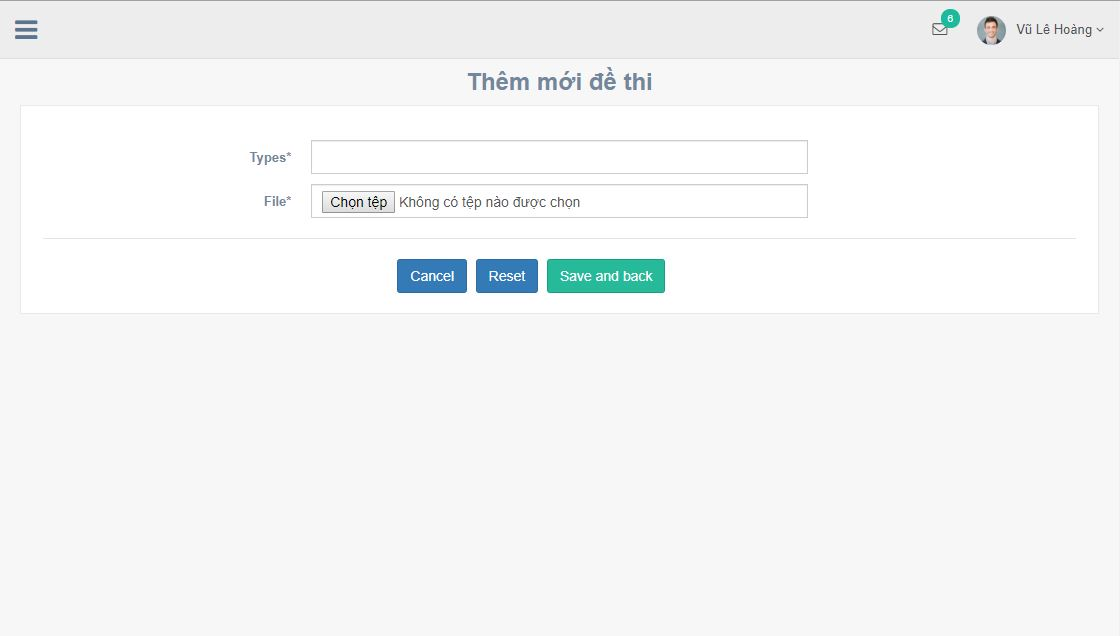 6
Vũ Lê Hoàng
Thêm mới đề thi
Types*
File*
Chọn tệp Không có tệp nào được chọn
Cancel Reset Save and back